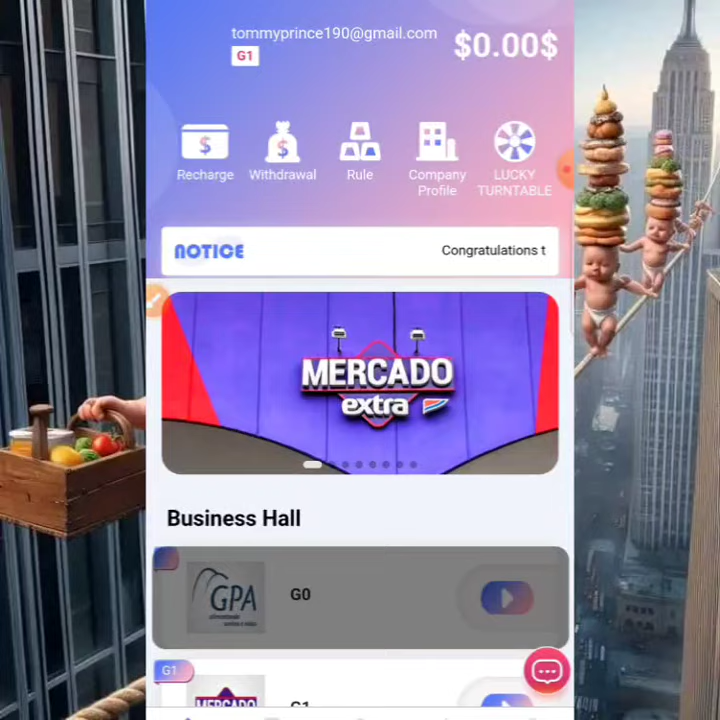 tommyprince190@gmail.com
G1
$0.00$
Recharge
Withdrawal
Rule
Company
Profile
LUCKY
TURNTABLE
NOTICE
Congratulations t
MERCADO
extra
Business Hall
GPA
G0
G1
G1